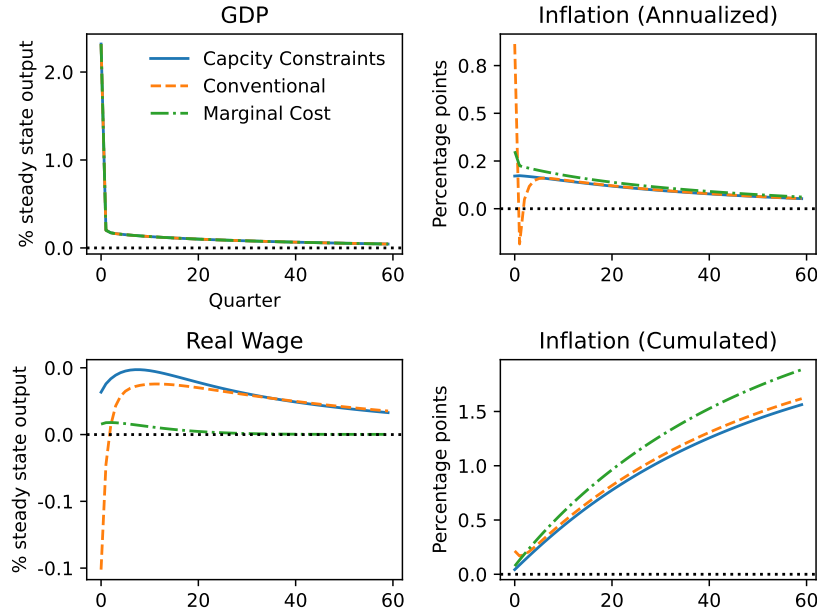 GDP
% steady state output
2.0
1.0
0.0
0
20
40
60
Quarter
Capcity Constraints
Conventional
Marginal Cost
Inflation (Annualized)
Percentage points
0.8
0.5
0.2
0.0
0
20
40
60
Real Wage
% steady state output
0.0
0.0
-0.1
-0.1
0
20
40
60
Inflation (Cumulated)
Percentage points
1.5
1.0
0.5
0.0
0
20
40
60